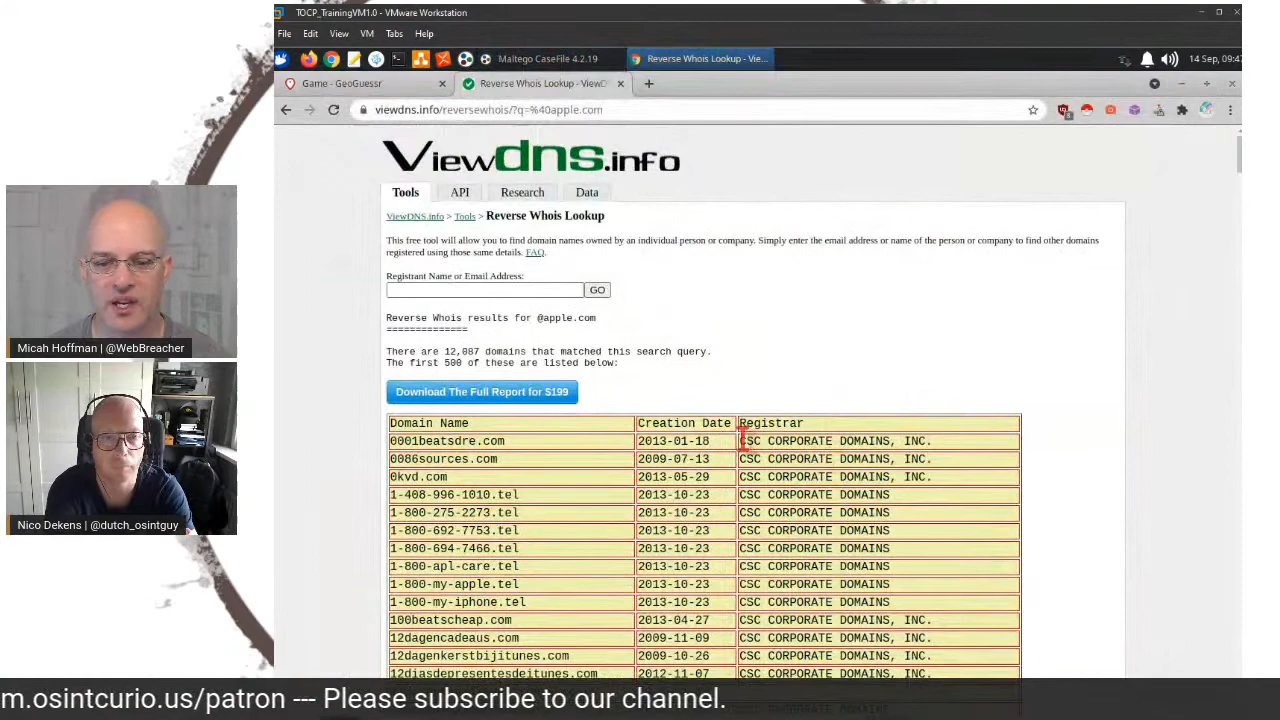 TOCP_TrainingVM1.0 - VMware Workstation
File Edit View VM Tabs Help
Maltego CaseFile 4.2.19
Reverse Whois Lookup - Vie...
14 Sep, 09:47
Game - GeoGuessr
Reverse Whois Lookup - ViewD
viewdns.info/reversewhois/?q=%40apple.com
Viewdns.info
Tools API Research Data
ViewDNS.info > Tools > Reverse Whois Lookup
This free tool will allow you to find domain names owned by an individual person or company. Simply enter the email address or name of the person or company to find other domains
registered using those same details. FAQ.
Registrant Name or Email Address:
GO
Reverse Whois results for @apple.com
==============
There are 12,087 domains that matched this search query.
The first 500 of these are listed below:
Download The Full Report for $199
Domain Name Creation Date Registrar
0001beatsdre.com 2013-01-18 CSC CORPORATE DOMAINS, INC.
0086sources.com 2009-07-13 CSC CORPORATE DOMAINS, INC.
0kvd.com 2013-05-29 CSC CORPORATE DOMAINS, INC.
1-408-996-1010.tel 2013-10-23 CSC CORPORATE DOMAINS
1-800-275-2273.tel 2013-10-23 CSC CORPORATE DOMAINS
1-800-692-7753.tel 2013-10-23 CSC CORPORATE DOMAINS
1-800-694-7466.tel 2013-10-23 CSC CORPORATE DOMAINS
1-800-apl-care.tel 2013-10-23 CSC CORPORATE DOMAINS
1-800-my-apple.tel 2013-10-23 CSC CORPORATE DOMAINS
1-800-my-iphone.tel 2013-10-23 CSC CORPORATE DOMAINS
100beatscheap.com 2013-04-27 CSC CORPORATE DOMAINS, INC.
12dagencadeaus.com 2009-11-09 CSC CORPORATE DOMAINS, INC.
12dagenkerstbijitunes.com 2009-10-26 CSC CORPORATE DOMAINS, INC.
12diasdepresentesdeitunes.com 2012-11-07 CSC CORPORATE DOMAINS, INC.
Micah Hoffman | @WebBreacher
Nico Dekens | @dutch_osintguy
m.osintcurio.us/patron --- Please subscribe to our channel.